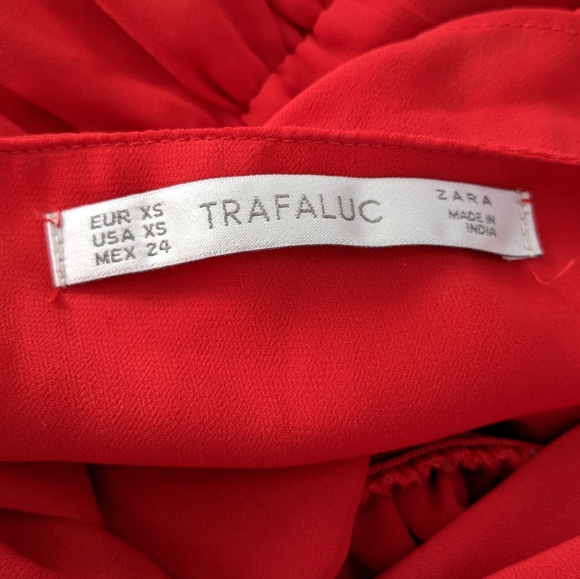 EUR XS
USA XS
MEX 24
TRAFALUC
ZARA
MADE IN
INDIA